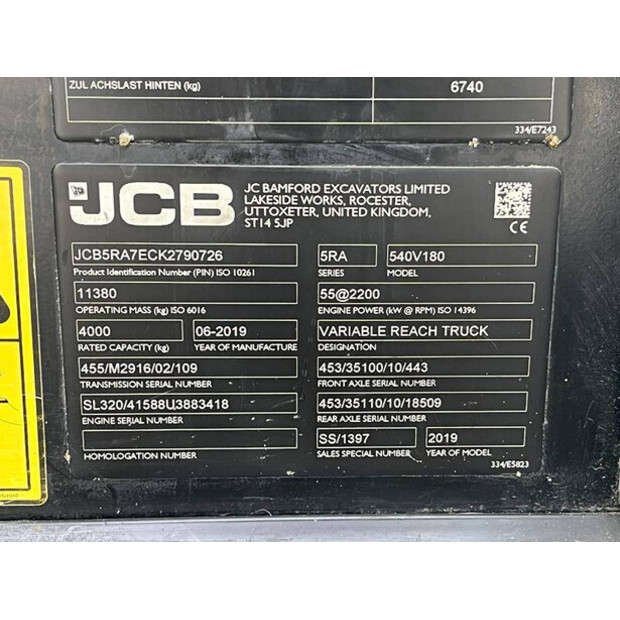 ZUL ACHSLAST HINTEN (kg) 6740
334/E7243
JCB
JC BAMFORD EXCAVATORS LIMITED
LAKESIDE WORKS, ROCESTER,
UTTOXETER, UNITED KINGDOM,
ST14 5JP
CE
JCB5RA7ECK2790726 5RA 540V180
Product Identification Number (PIN) ISO 10261 SERIES MODEL
11380 55@2200
OPERATING MASS (kg) ISO 6016 ENGINE POWER (kW @ RPM) ISO 14396
4000 06-2019 VARIABLE REACH TRUCK
RATED CAPACITY (kg) YEAR OF MANUFACTURE DESIGNATION
455/M2916/02/109 453/35100/10/443
TRANSMISSION SERIAL NUMBER FRONT AXLE SERIAL NUMBER
SL320/41588U3883418 453/35110/10/18509
ENGINE SERIAL NUMBER REAR AXLE SERIAL NUMBER
SS/1397 2019
HOMOLOGATION NUMBER SALES SPECIAL NUMBER YEAR OF MODEL
334/E5823